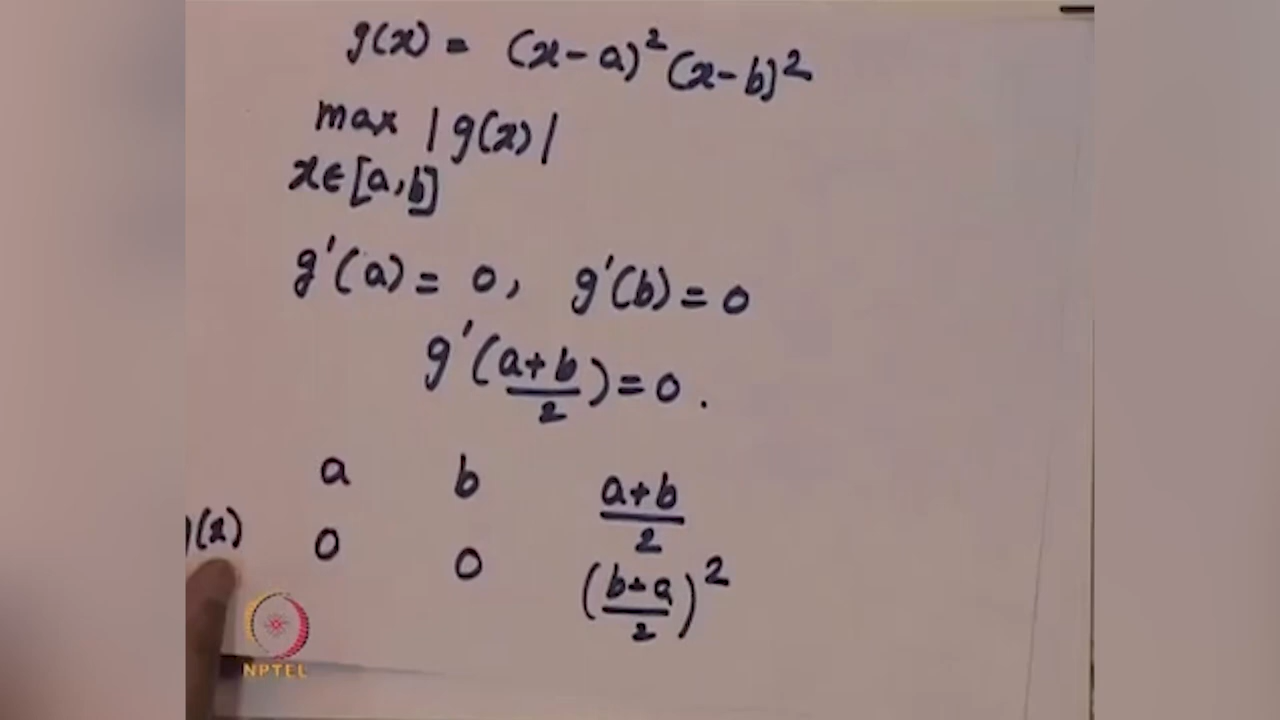 g(x) = (x-a)² (x-b)²
max |g(x)|
x∈[a,b]
g'(a) = 0, g'(b) = 0
g'(a+b/2) = 0.
a b a+b/2
g(x) 0 0 (b-a/2)²
NPTEL